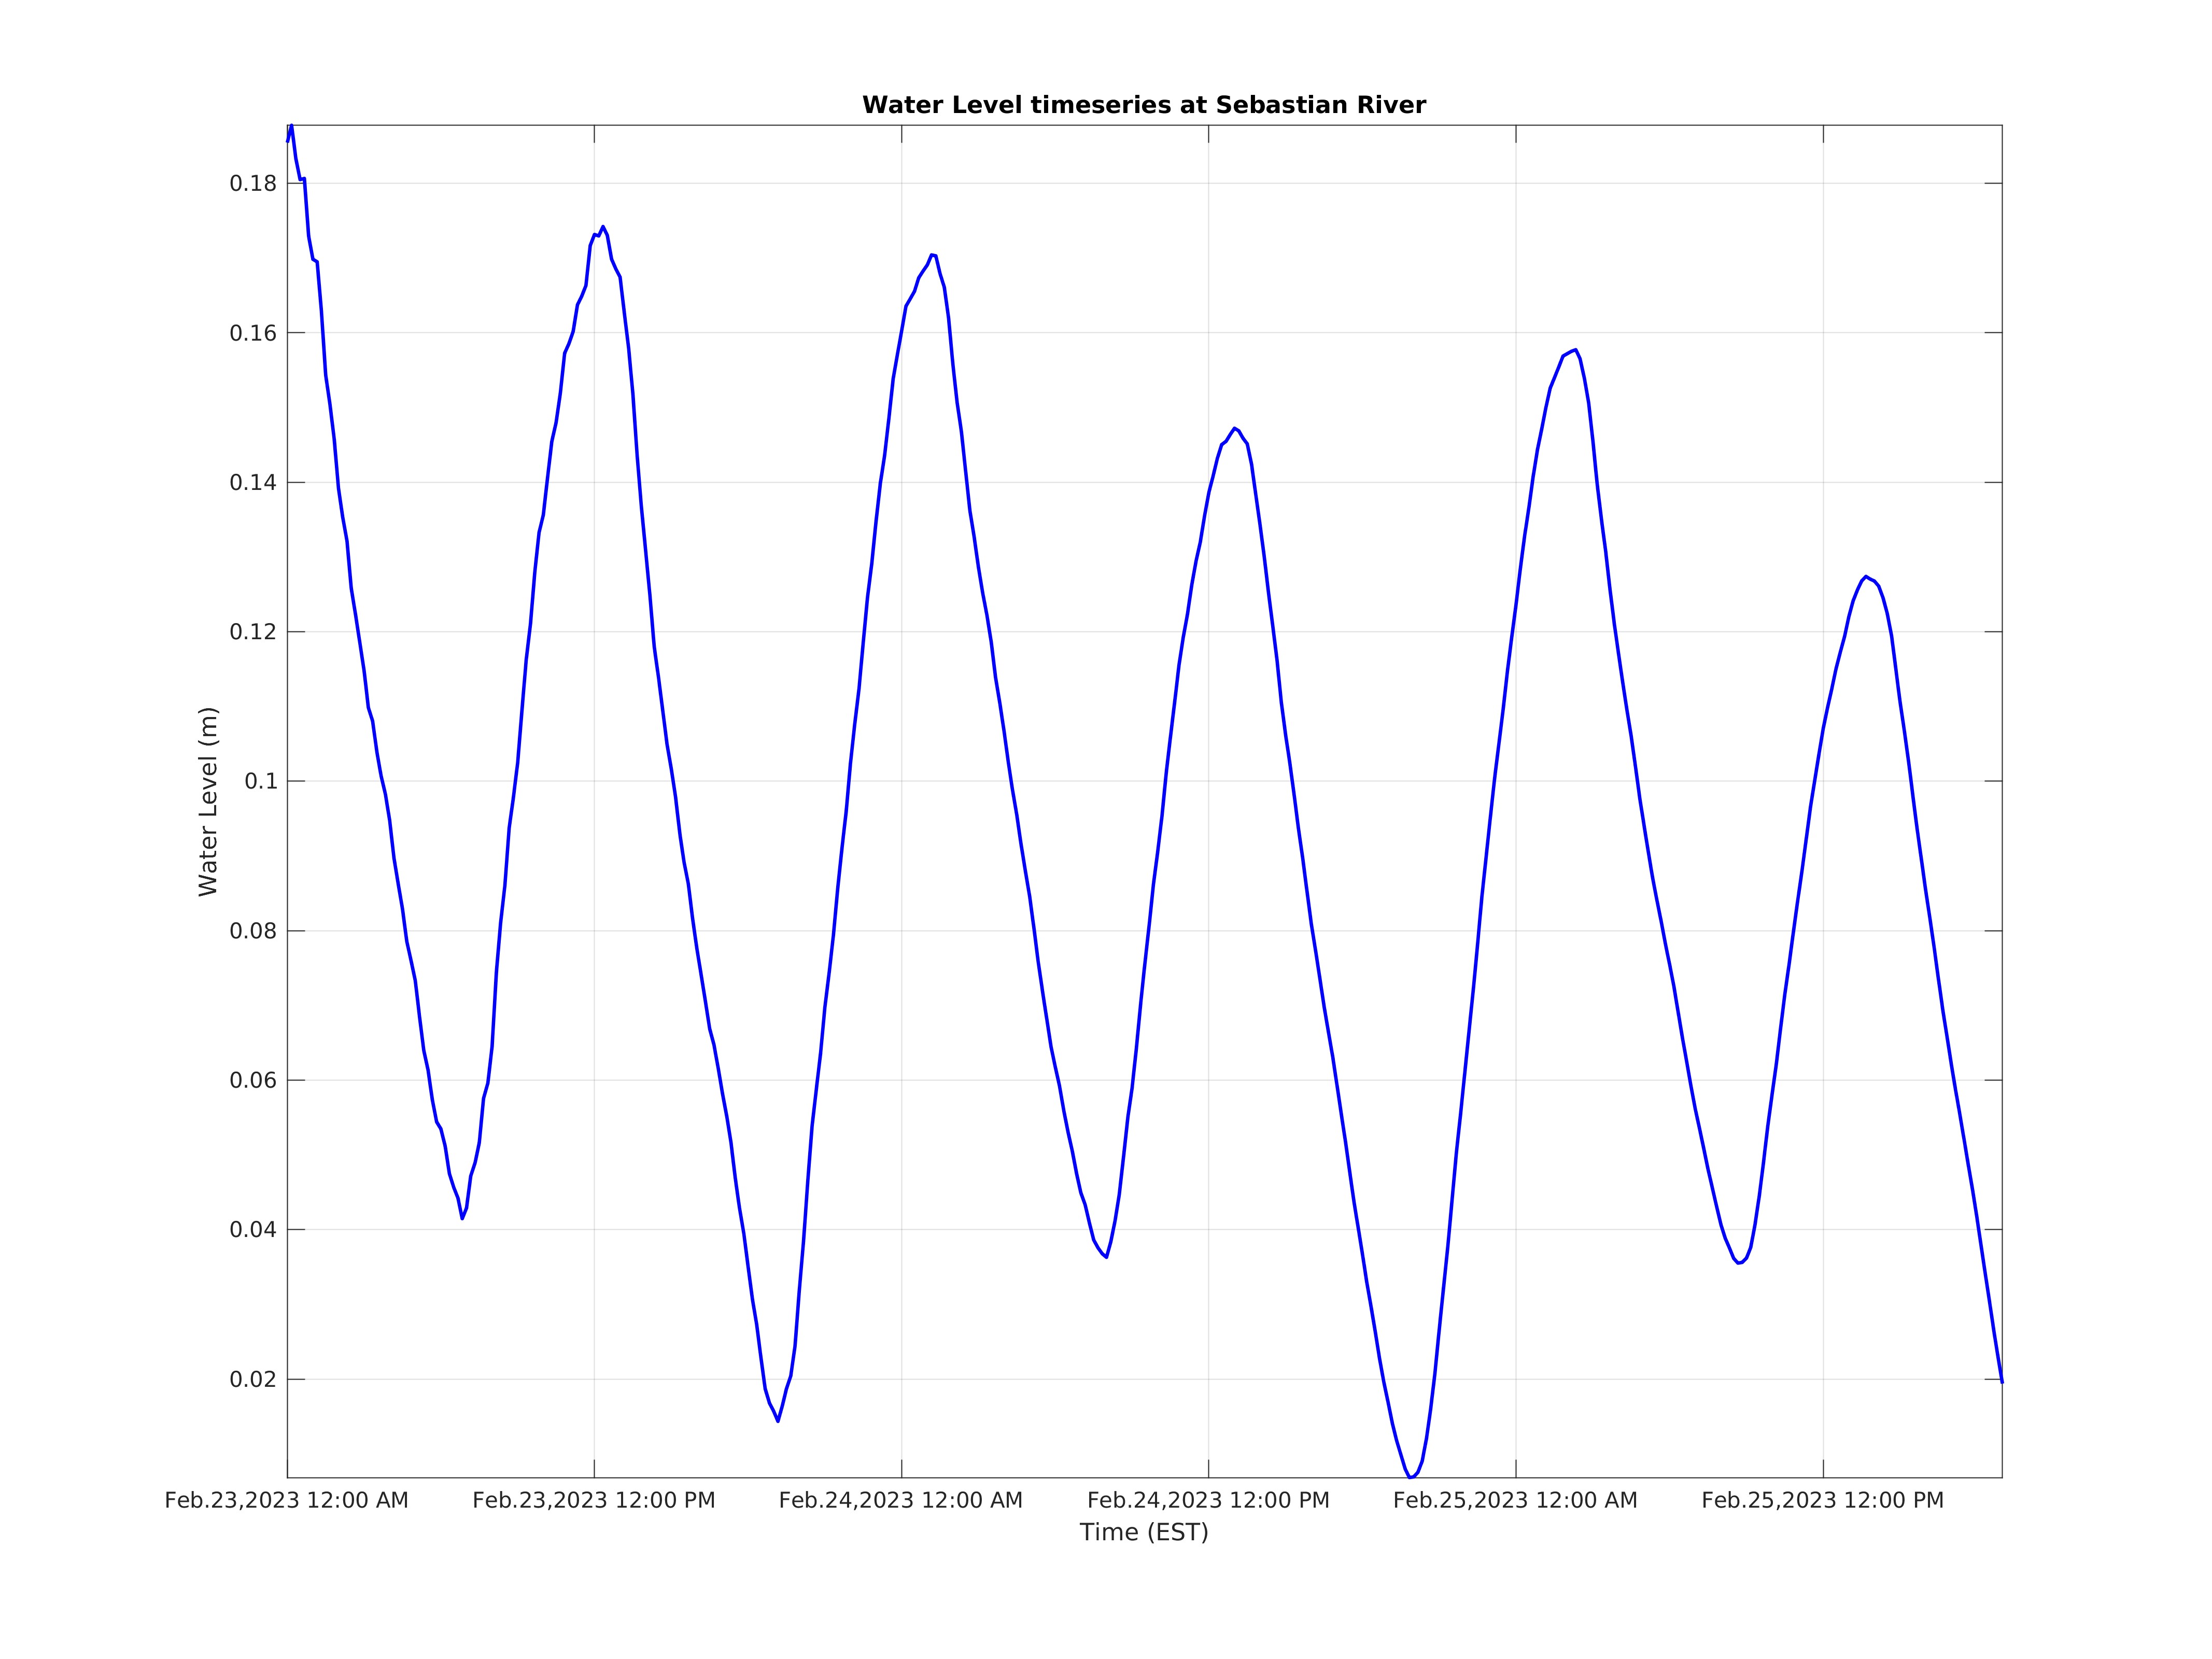 Water Level timeseries at Sebastian River
0.18
0.16
0.14
0.12
0.1
0.08
0.06
0.04
0.02
Water Level (m)
Feb.23,2023 12:00 AM
Feb.23,2023 12:00 PM
Feb.24,2023 12:00 AM
Feb.24,2023 12:00 PM
Feb.25,2023 12:00 AM
Feb.25,2023 12:00 PM
Time (EST)